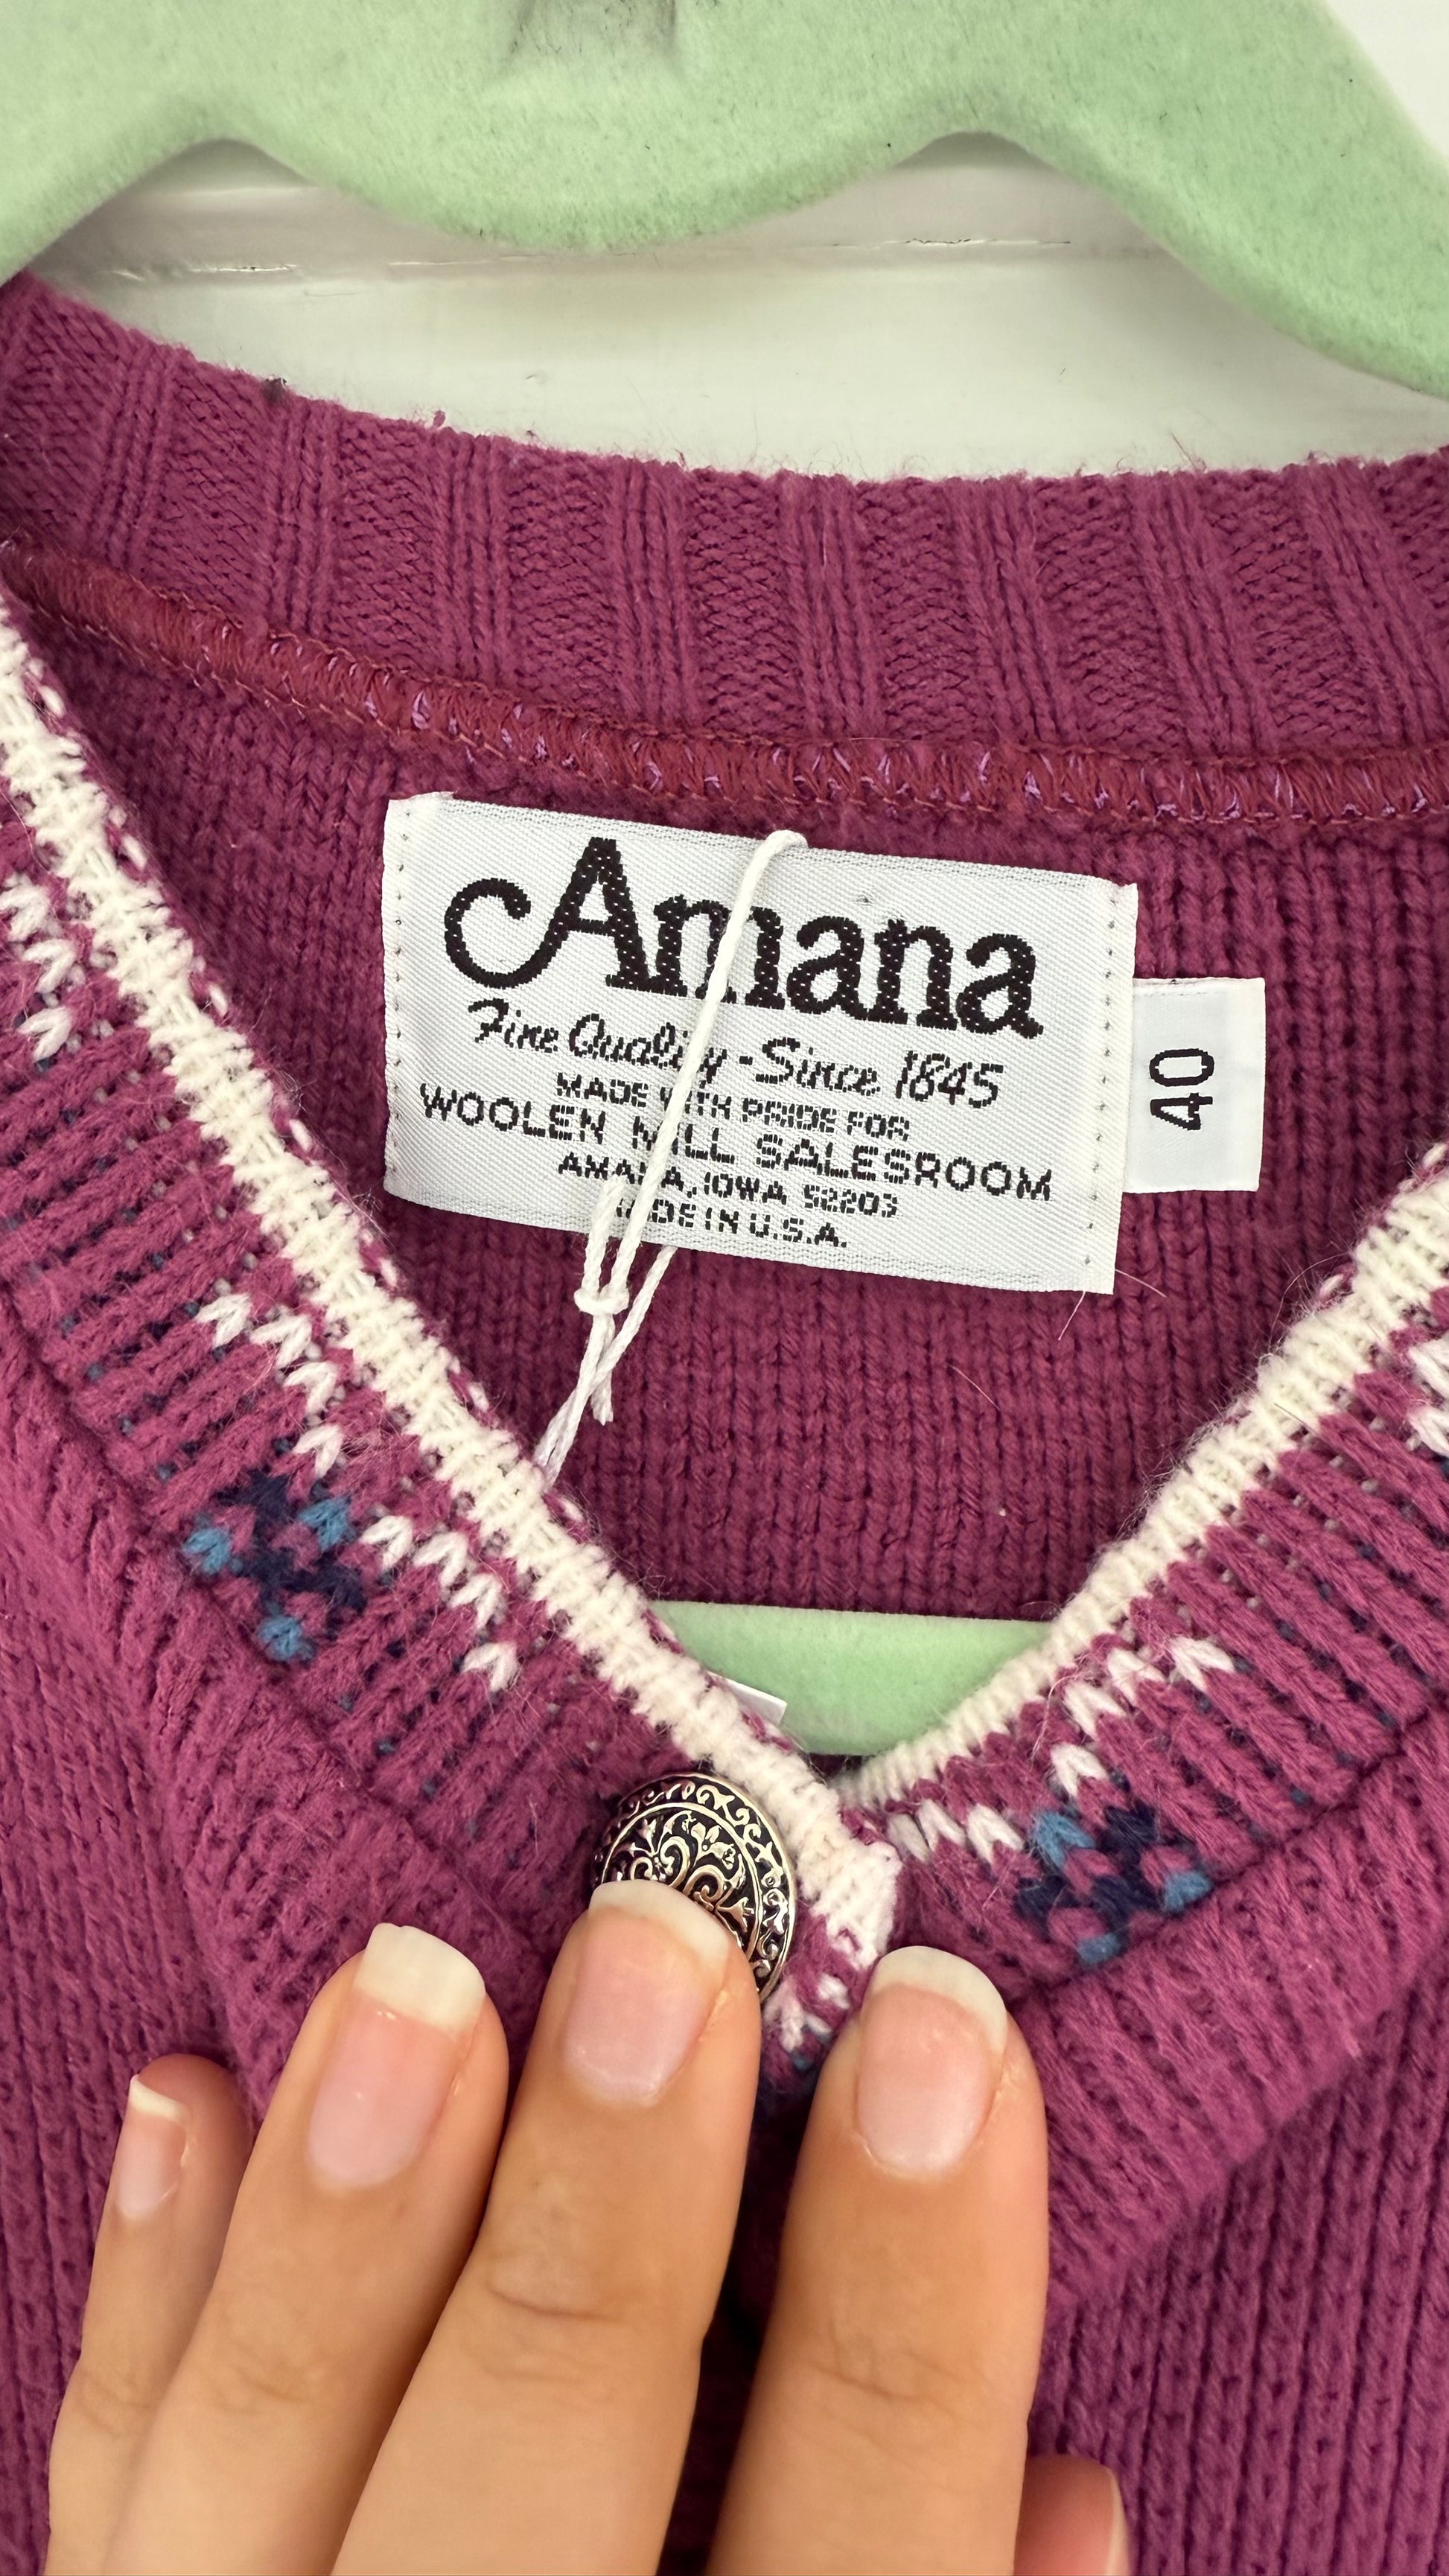 Amana
Fine Quality - Since 1845
MADE WITH PRIDE FOR
WOOLEN MILL SALESROOM
AMANA, IOWA 52203
MADE IN U.S.A.
40